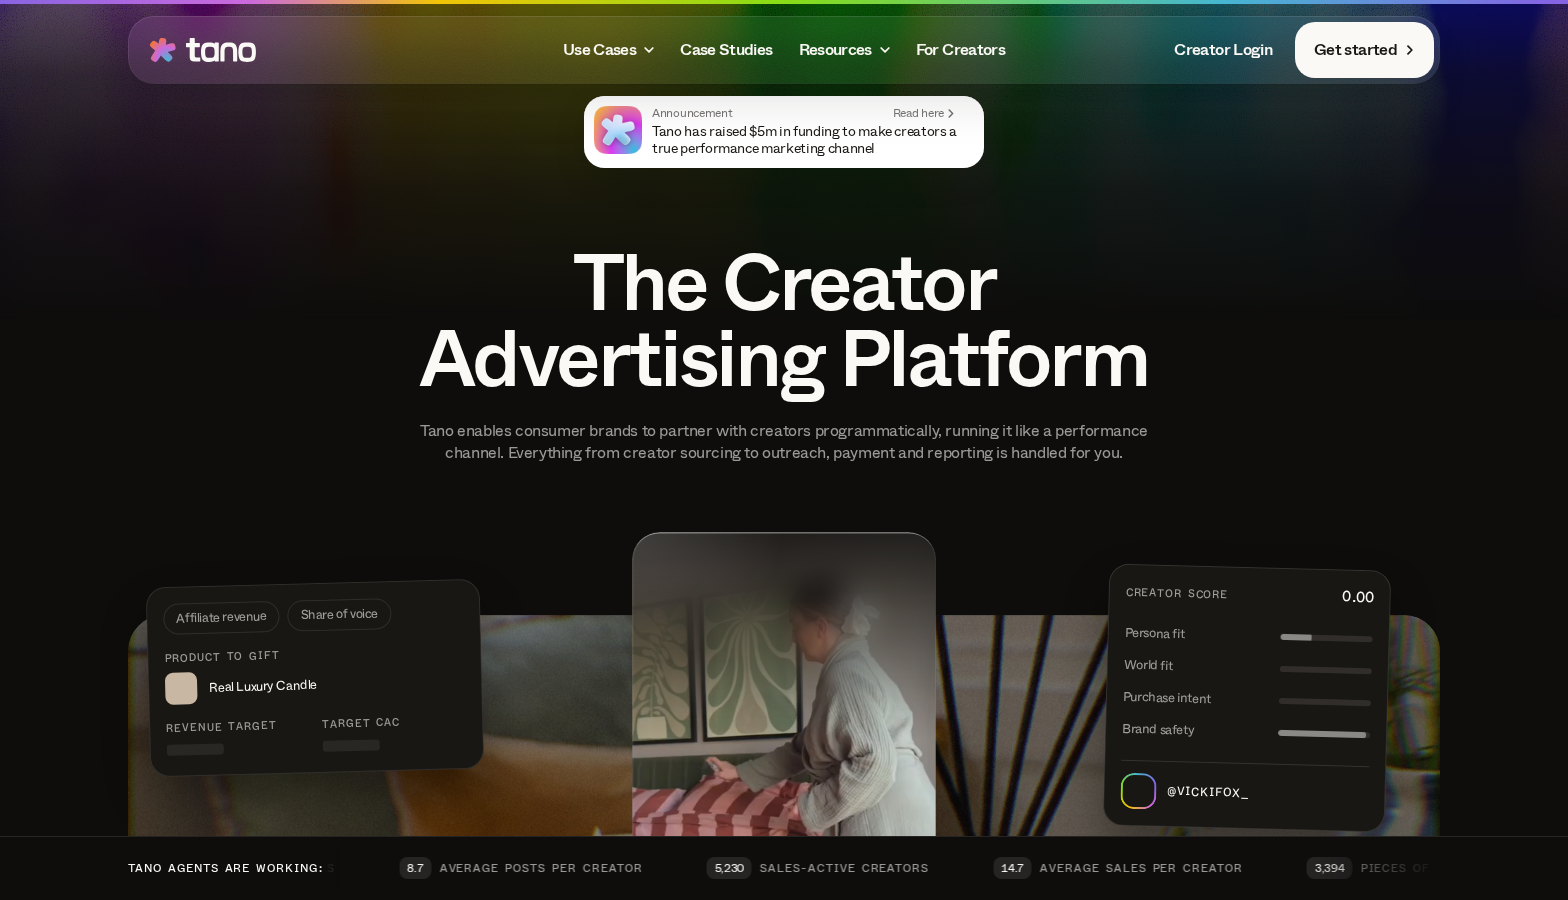 tano
Use Cases
Case Studies
Resources
For Creators
Creator Login
Get started
Announcement
Read here
Tano has raised $5m in funding to make creators a
true performance marketing channel
The Creator
Advertising Platform
Tano enables consumer brands to partner with creators programmatically, running it like a performance
channel. Everything from creator sourcing to outreach, payment and reporting is handled for you.
Affiliate revenue
Share of voice
PRODUCT TO GIFT
Real Luxury Candle
REVENUE TARGET
TARGET CAC
CREATOR SCORE
0.00
Persona fit
World fit
Purchase intent
Brand safety
@VICKIFOX_
TANO AGENTS ARE WORKING:
8.7 AVERAGE POSTS PER CREATOR
5,230 SALES-ACTIVE CREATORS
14.7 AVERAGE SALES PER CREATOR
3,394 PIECES OF